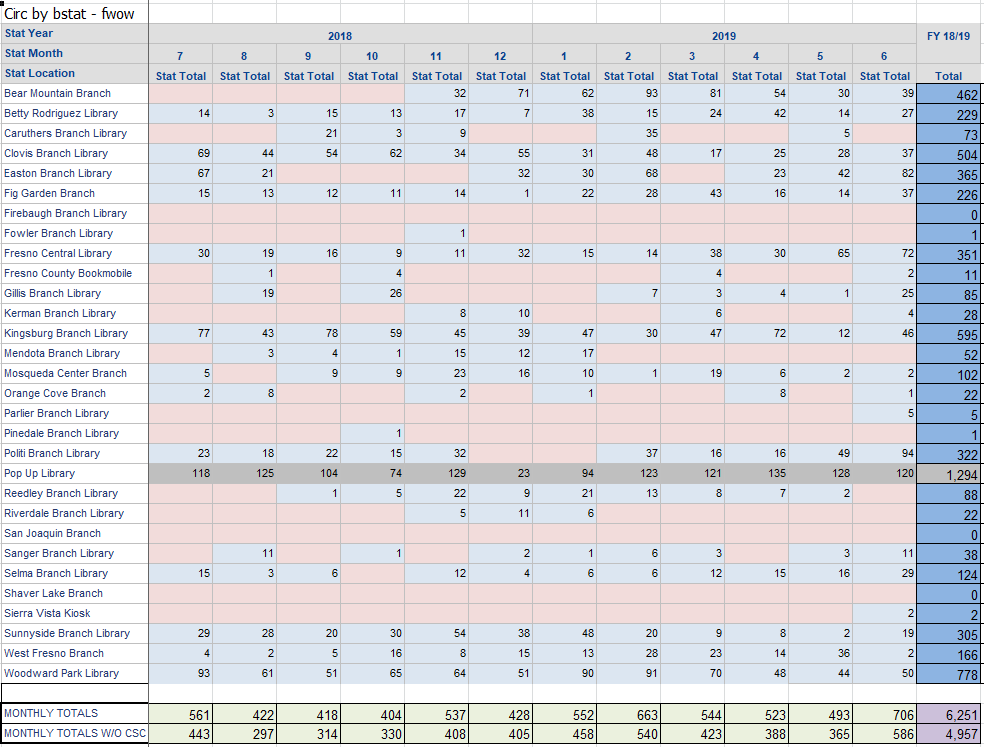 Circ by bstat - fwow
Stat Year 2018 2019 FY 18/19
Stat Month 7 8 9 10 11 12 1 2 3 4 5 6
Stat Location Stat Total Stat Total Stat Total Stat Total Stat Total Stat Total Stat Total Stat Total Stat Total Stat Total Stat Total Stat Total Total
Bear Mountain Branch 32 71 62 93 81 54 30 39 462
Betty Rodriguez Library 14 3 15 13 17 7 38 15 24 42 14 27 229
Caruthers Branch Library 21 3 9 35 5 73
Clovis Branch Library 69 44 54 62 34 55 31 48 17 25 28 37 504
Easton Branch Library 67 21 32 30 68 23 42 82 365
Fig Garden Branch 15 13 12 11 14 1 22 28 43 16 14 37 226
Firebaugh Branch Library 0
Fowler Branch Library 1 1
Fresno Central Library 30 19 16 9 11 32 15 14 38 30 65 72 351
Fresno County Bookmobile 1 4 4 2 11
Gillis Branch Library 19 26 7 3 4 1 25 85
Kerman Branch Library 8 10 6 4 28
Kingsburg Branch Library 77 43 78 59 45 39 47 30 47 72 12 46 595
Mendota Branch Library 3 4 1 15 12 17 52
Mosqueda Center Branch 5 9 9 23 16 10 1 19 6 2 2 102
Orange Cove Branch 2 8 2 1 8 1 22
Parlier Branch Library 5 5
Pinedale Branch Library 1 1
Politi Branch Library 23 18 22 15 32 37 16 16 49 94 322
Pop Up Library 118 125 104 74 129 23 94 123 121 135 128 120 1,294
Reedley Branch Library 1 5 22 9 21 13 8 7 2 88
Riverdale Branch Library 5 11 6 22
San Joaquin Branch 0
Sanger Branch Library 11 1 2 1 6 3 3 11 38
Selma Branch Library 15 3 6 12 4 6 6 12 15 16 29 124
Shaver Lake Branch 0
Sierra Vista Kiosk 2 2
Sunnyside Branch Library 29 28 20 30 54 38 48 20 9 8 2 19 305
West Fresno Branch 4 2 5 16 8 15 13 28 23 14 36 2 166
Woodward Park Library 93 61 51 65 64 51 90 91 70 48 44 50 778
MONTHLY TOTALS 561 422 418 404 537 428 552 663 544 523 493 706 6,251
MONTHLY TOTALS W/O CSC 443 297 314 330 408 405 458 540 423 388 365 586 4,957